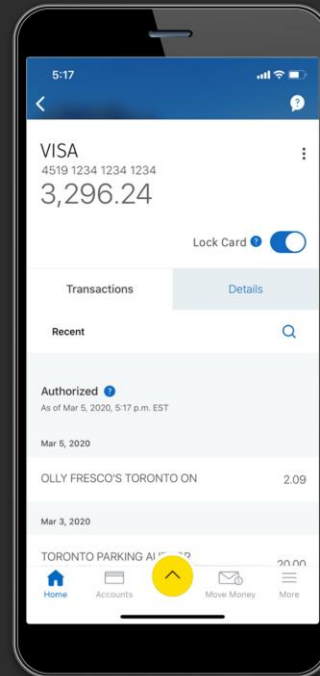 5:17
VISA
4519 1234 1234 1234
3,296.24
Lock Card ?
Transactions Details
Recent
Authorized ?
As of Mar 5, 2020, 5:17 p.m. EST
Mar 5, 2020
OLLY FRESCO'S TORONTO ON 2.09
Mar 3, 2020
TORONTO PARKING 20.00
Home Accounts Move Money More